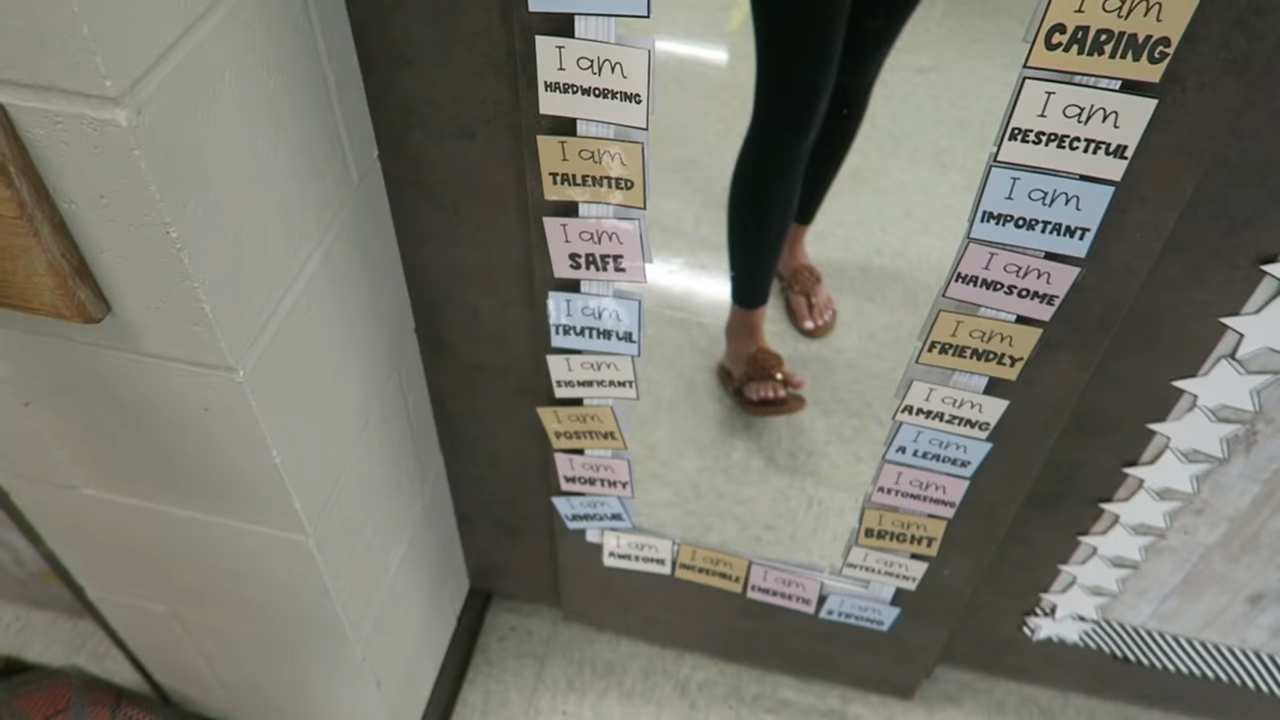 I am
HARDWORKING
I am
TALENTED
I am
SAFE
I am
TRUTHFUL
I am
SIGNIFICANT
I am
POSITIVE
I am
WORTHY
I am
UNIQUE
I am
AWESOME
I am
INCREDIBLE
I am
ENERGETIC
I am
STRONG
I am
CARING
I am
RESPECTFUL
I am
IMPORTANT
I am
HANDSOME
I am
FRIENDLY
I am
AMAZING
I am
A LEADER
I am
ASTONISHING
I am
BRIGHT
I am
INTELLIGENT